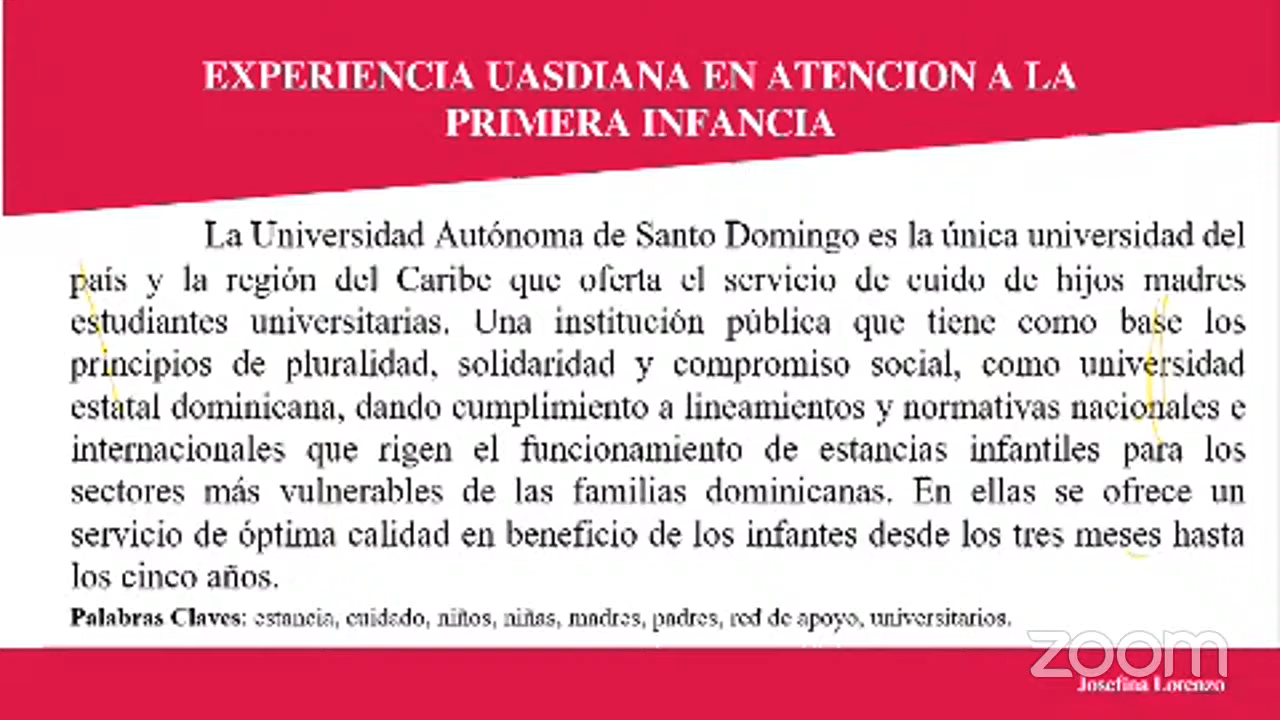 EXPERIENCIA UASDIANA EN ATENCION A LA
PRIMERA INFANCIA
La Universidad Autónoma de Santo Domingo es la única universidad del
país y la región del Caribe que oferta el servicio de cuido de hijos madres
estudiantes universitarias. Una institución pública que tiene como base los
principios de pluralidad, solidaridad y compromiso social, como universidad
estatal dominicana, dando cumplimiento a lineamientos y normativas nacionales e
internacionales que rigen el funcionamiento de estancias infantiles para los
sectores más vulnerables de las familias dominicanas. En ellas se ofrece un
servicio de óptima calidad en beneficio de los infantes desde los tres meses hasta
los cinco años.
Palabras Claves: estancia, cuidado, niños, niñas, madres, padres, red de apoyo, universitarios.
zoom
Josefina Lorenzo